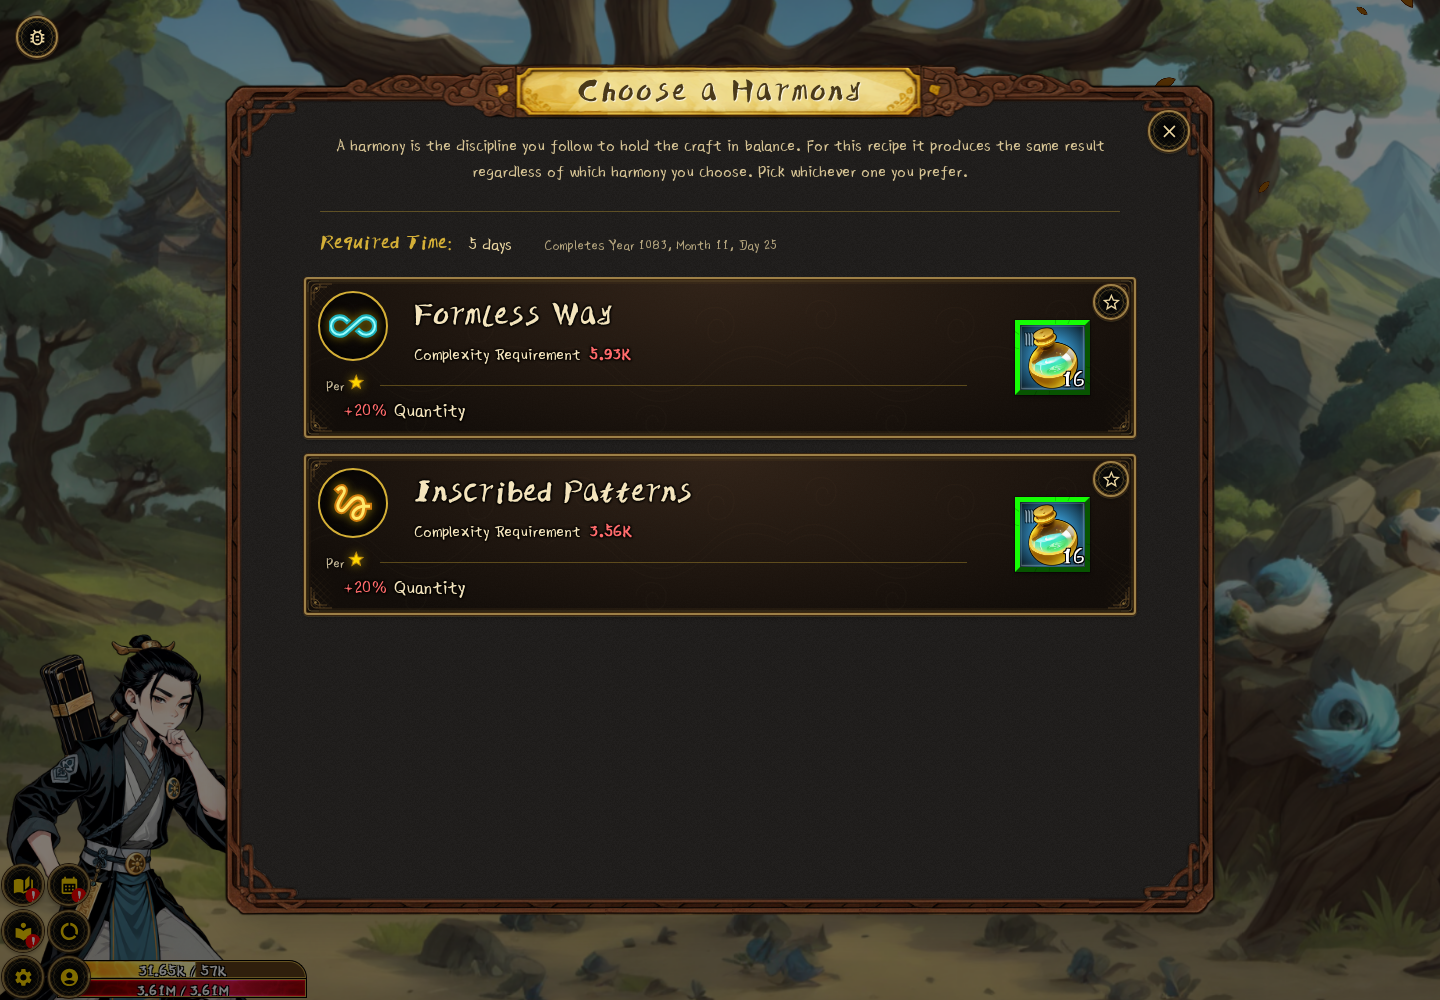 Choose a Harmony
A harmony is the discipline you follow to hold the craft in balance. For this recipe it produces the same result
regardless of which harmony you choose. Pick whichever one you prefer.
Required Time: 5 days Completes Year 1083, Month 11, Day 25
Formless Way
Complexity Requirement 5.93K
Per
+20% Quantity
16
Inscribed Patterns
Complexity Requirement 3.56K
Per
+20% Quantity
16
31.65K / 57K
3.61M / 3.61M